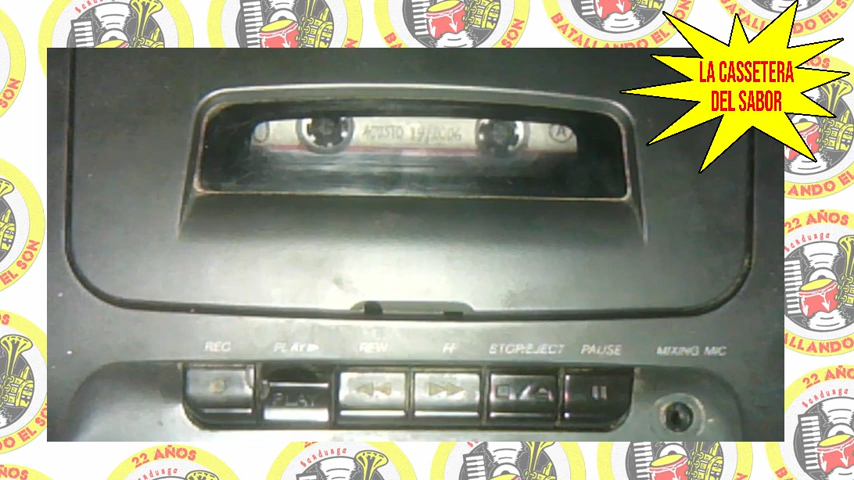 LA CASSETERA
DEL SABOR
AGOSTO 19/2006
A
REC PLAY REW FF STOP/EJECT PAUSE MIXING MIC
PLAY
22 AÑOS
Sandunga
BATALLANDO EL SON